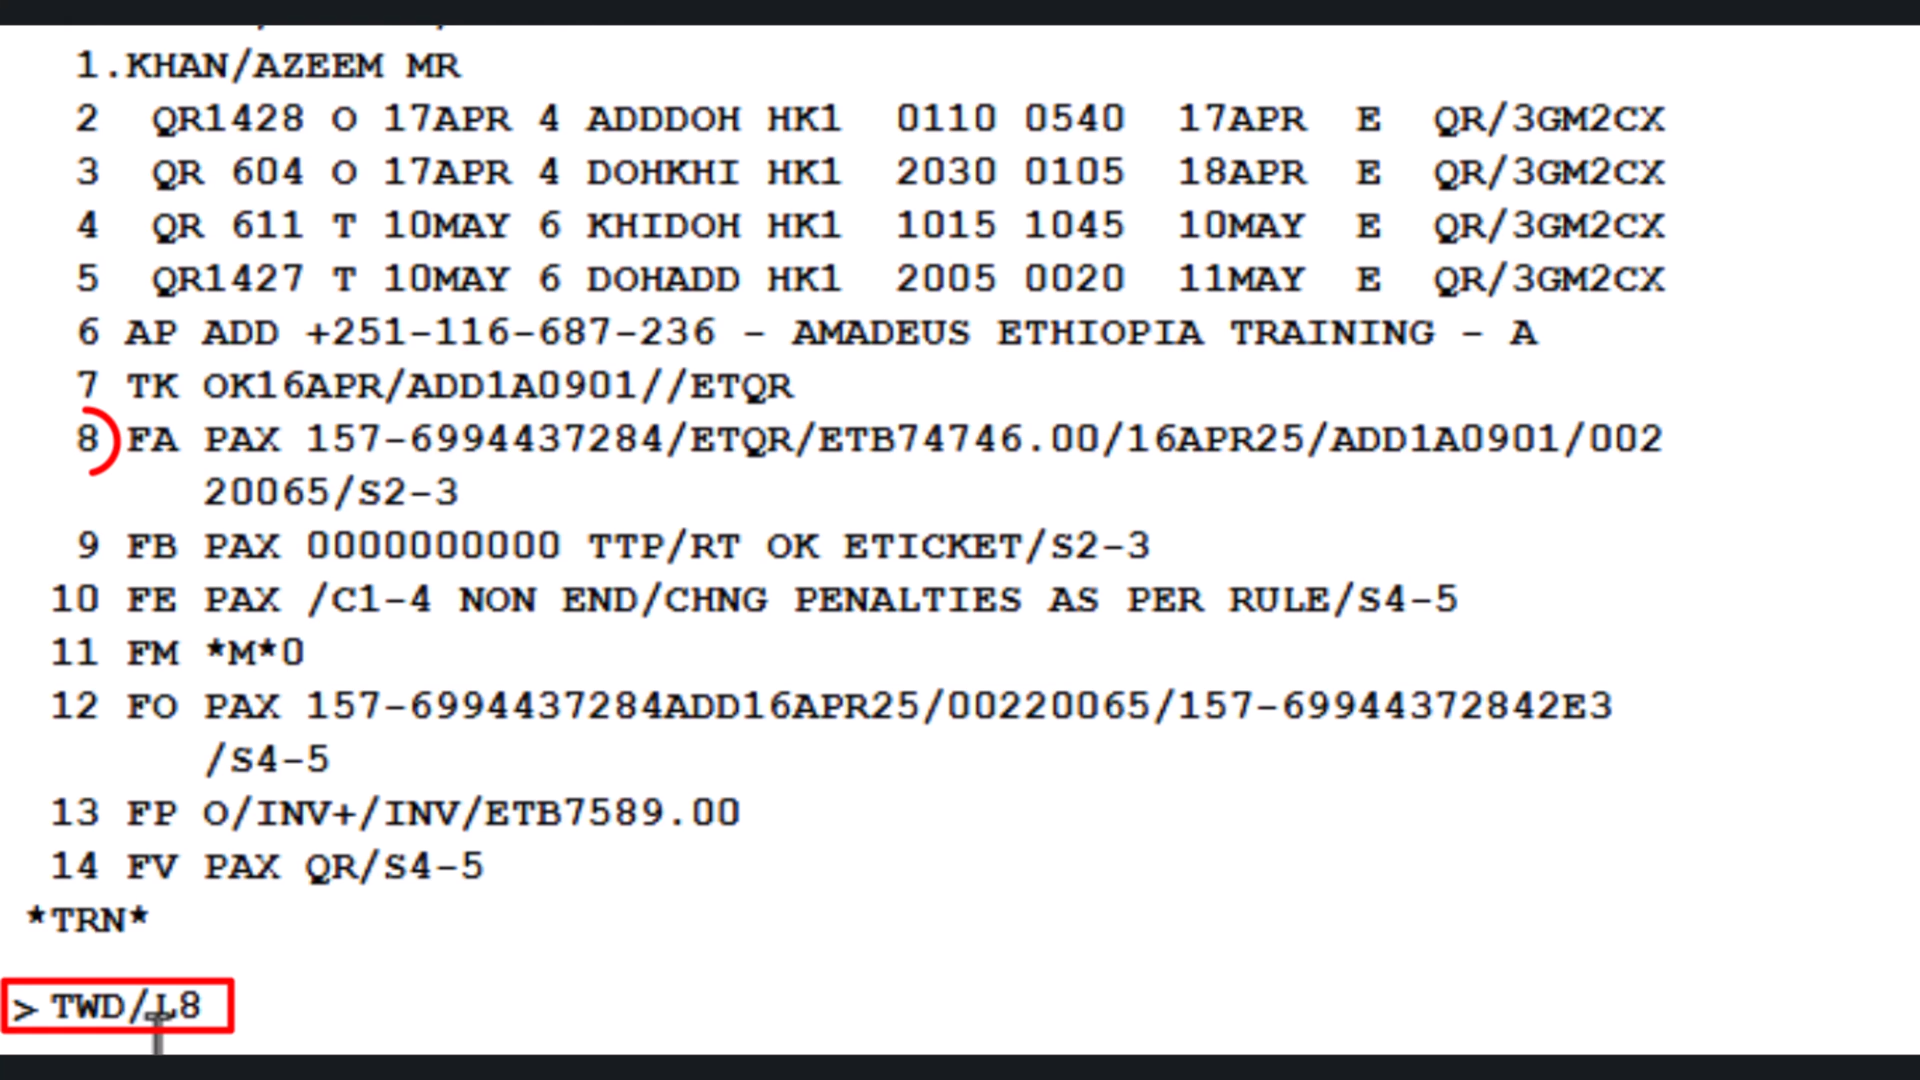 1.KHAN/AZEEM MR
2 QR1428 O 17APR 4 ADDDOH HK1 0110 0540 17APR E QR/3GM2CX
3 QR 604 O 17APR 4 DOHKHI HK1 2030 0105 18APR E QR/3GM2CX
4 QR 611 T 10MAY 6 KHIDOH HK1 1015 1045 10MAY E QR/3GM2CX
5 QR1427 T 10MAY 6 DOHADD HK1 2005 0020 11MAY E QR/3GM2CX
6 AP ADD +251-116-687-236 - AMADEUS ETHIOPIA TRAINING - A
7 TK OK16APR/ADD1A0901//ETQR
8 FA PAX 157-6994437284/ETQR/ETB74746.00/16APR25/ADD1A0901/002
20065/S2-3
9 FB PAX 0000000000 TTP/RT OK ETICKET/S2-3
10 FE PAX /C1-4 NON END/CHNG PENALTIES AS PER RULE/S4-5
11 FM *M*0
12 FO PAX 157-6994437284ADD16APR25/00220065/157-69944372842E3
/S4-5
13 FP O/INV+/INV/ETB7589.00
14 FV PAX QR/S4-5
*TRN*
> TWD/L8